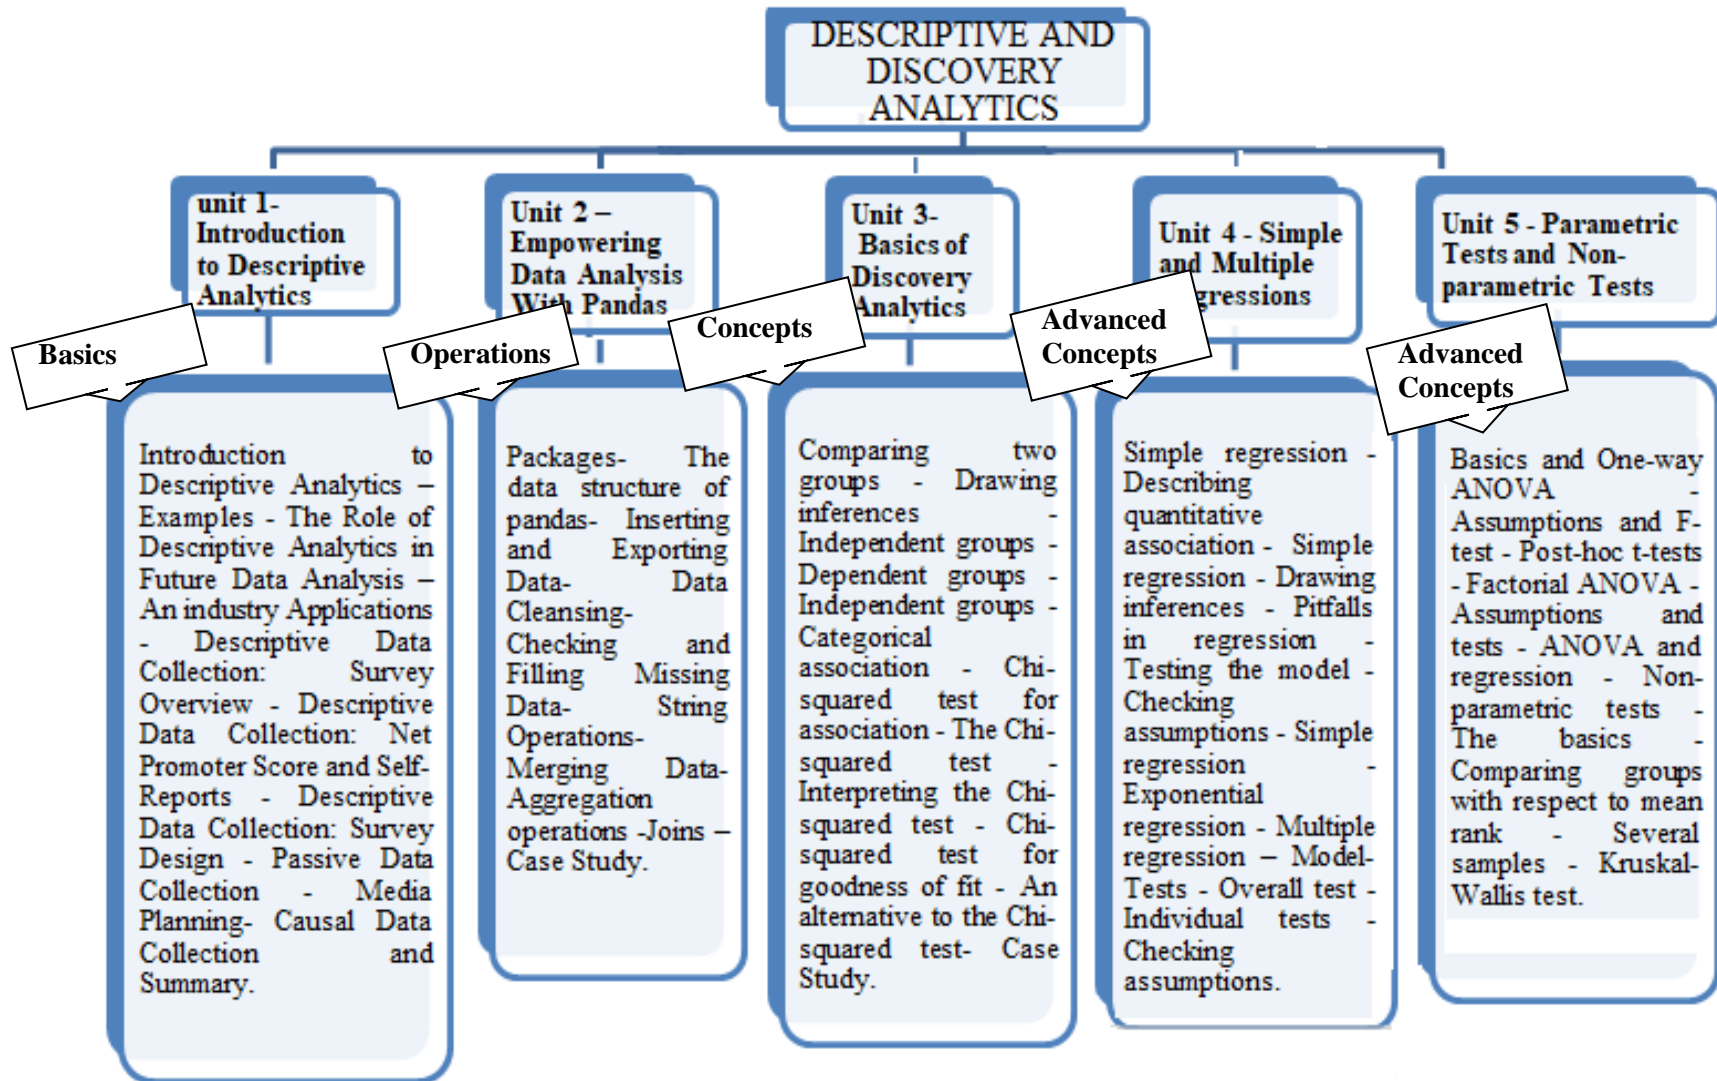 DESCRIPTIVE AND
DISCOVERY
ANALYTICS
unit 1-
Introduction
to Descriptive
Analytics
Unit 2 –
Empowering
Data Analysis
With Pandas
Unit 3-
Basics of
Discovery
Analytics
Unit 4 - Simple
and Multiple
gressions
Unit 5 - Parametric
Tests and Non-
parametric Tests
Basics
Operations
Concepts
Advanced
Concepts
Advanced
Concepts
Introduction to
Descriptive Analytics –
Examples - The Role of
Descriptive Analytics in
Future Data Analysis –
An industry Applications
- Descriptive Data
Collection: Survey
Overview - Descriptive
Data Collection: Net
Promoter Score and Self-
Reports - Descriptive
Data Collection: Survey
Design - Passive Data
Collection - Media
Planning- Causal Data
Collection and
Summary.
Packages- The
data structure of
pandas- Inserting
and Exporting
Data- Data
Cleansing-
Checking and
Filling Missing
Data- String
Operations-
Merging Data-
Aggregation
operations -Joins –
Case Study.
Comparing two
groups - Drawing
inferences -
Independent groups -
Dependent groups -
Independent groups -
Categorical
association - Chi-
squared test for
association - The Chi-
squared test -
Interpreting the Chi-
squared test - Chi-
squared test for
goodness of fit - An
alternative to the Chi-
squared test- Case
Study.
Simple regression -
Describing
quantitative
association - Simple
regression - Drawing
inferences - Pitfalls
in regression -
Testing the model -
Checking
assumptions - Simple
regression -
Exponential
regression - Multiple
regression – Model-
Tests - Overall test -
Individual tests -
Checking
assumptions.
Basics and One-way
ANOVA -
Assumptions and F-
test - Post-hoc t-tests
- Factorial ANOVA -
Assumptions and
tests - ANOVA and
regression - Non-
parametric tests -
The basics -
Comparing groups
with respect to mean
rank - Several
samples - Kruskal-
Wallis test.